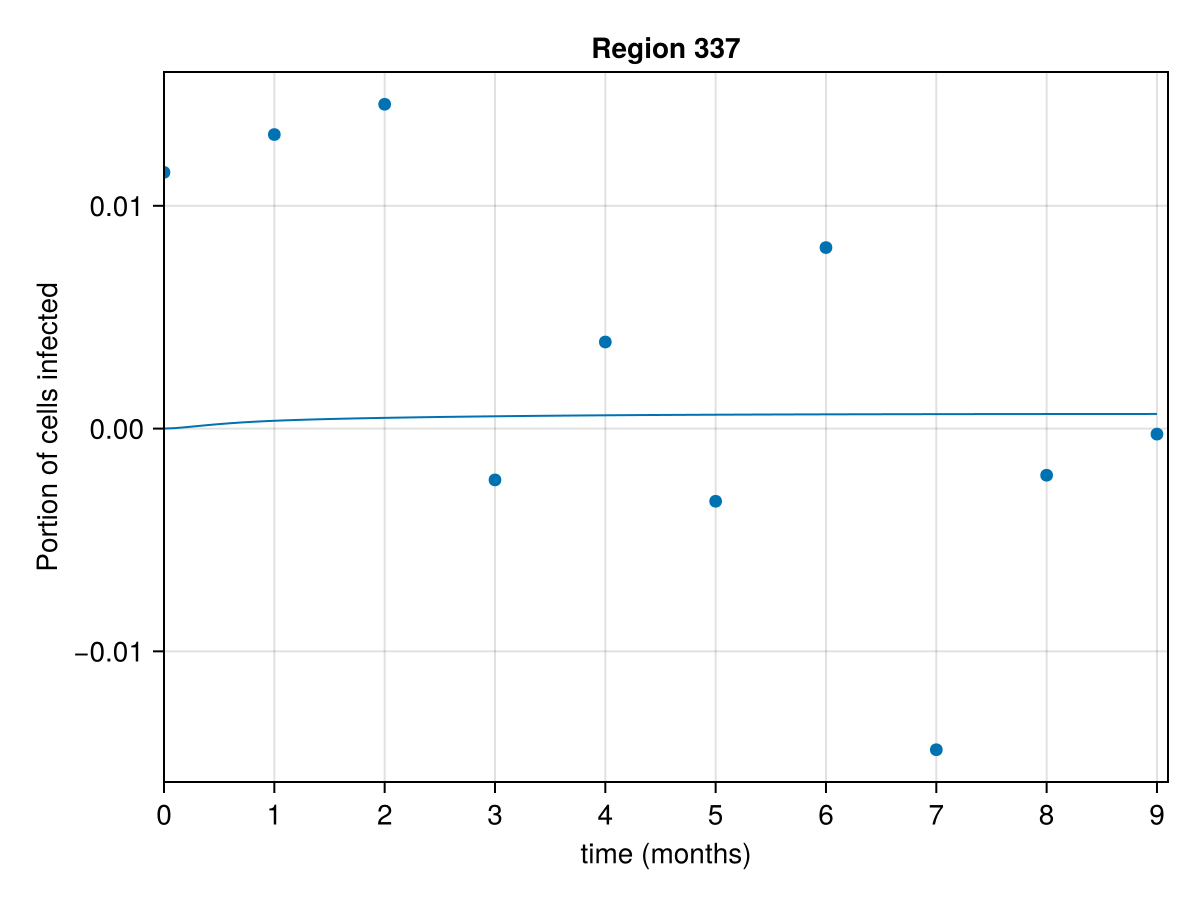 Region 337
Portion of cells infected
0.01
0.00
−0.01
0 1 2 3 4 5 6 7 8 9
time (months)